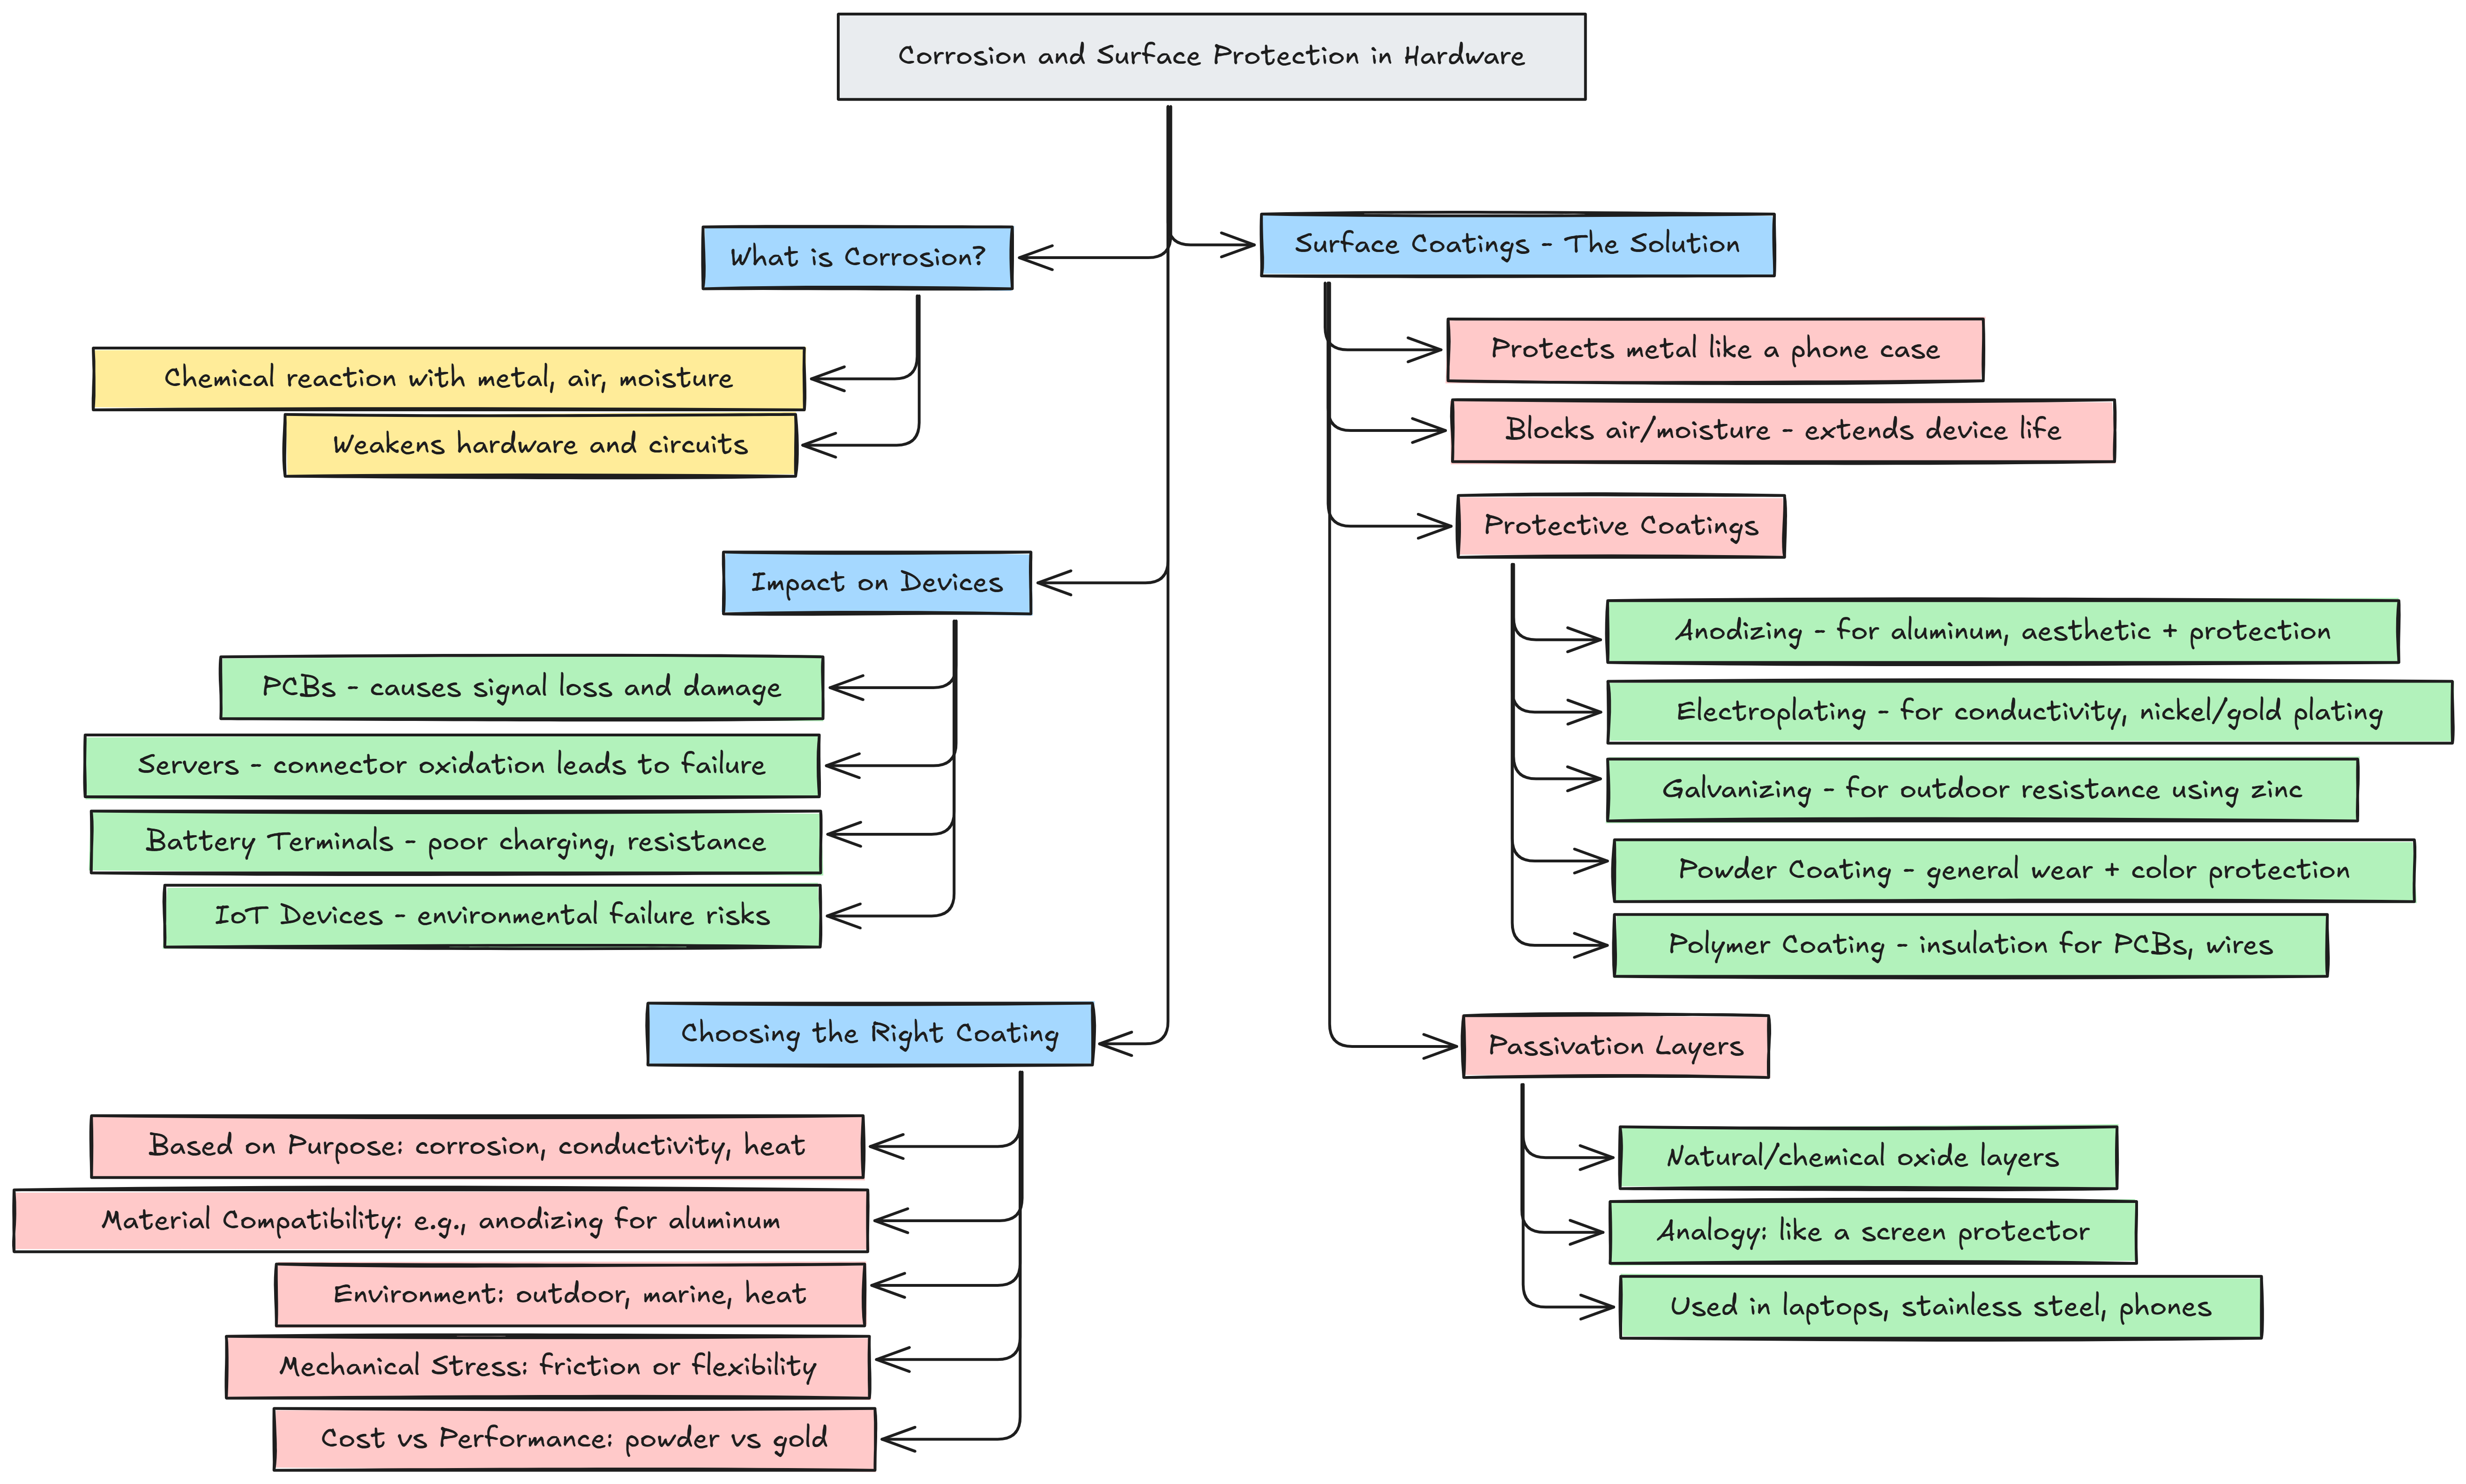 Corrosion and Surface Protection in Hardware
What is Corrosion?
Chemical reaction with metal, air, moisture
Weakens hardware and circuits
Impact on Devices
PCBs - causes signal loss and damage
Servers - connector oxidation leads to failure
Battery Terminals - poor charging, resistance
IoT Devices - environmental failure risks
Choosing the Right Coating
Based on Purpose: corrosion, conductivity, heat
Material Compatibility: e.g., anodizing for aluminum
Environment: outdoor, marine, heat
Mechanical Stress: friction or flexibility
Cost vs Performance: powder vs gold
Surface Coatings - The Solution
Protects metal like a phone case
Blocks air/moisture - extends device life
Protective Coatings
Anodizing - for aluminum, aesthetic + protection
Electroplating - for conductivity, nickel/gold plating
Galvanizing - for outdoor resistance using zinc
Powder Coating - general wear + color protection
Polymer Coating - insulation for PCBs, wires
Passivation Layers
Natural/chemical oxide layers
Analogy: like a screen protector
Used in laptops, stainless steel, phones